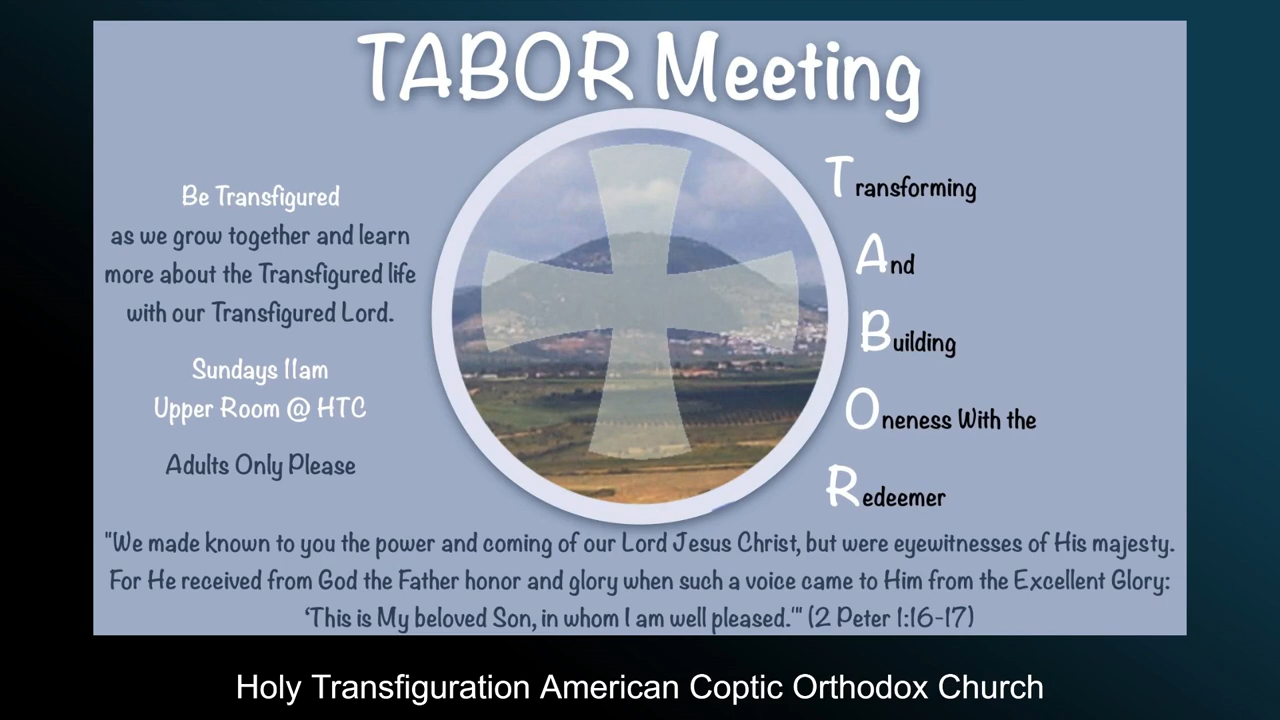 TABOR Meeting
Be Transfigured
as we grow together and learn
more about the Transfigured life
with our Transfigured Lord.
Sundays 11am
Upper Room @ HTC
Adults Only Please
Transforming
And
Building
Oneness With the
Redeemer
"We made known to you the power and coming of our Lord Jesus Christ, but were eyewitnesses of His majesty.
For He received from God the Father honor and glory when such a voice came to Him from the Excellent Glory:
‘This is My beloved Son, in whom I am well pleased.'" (2 Peter 1:16-17)
Holy Transfiguration American Coptic Orthodox Church